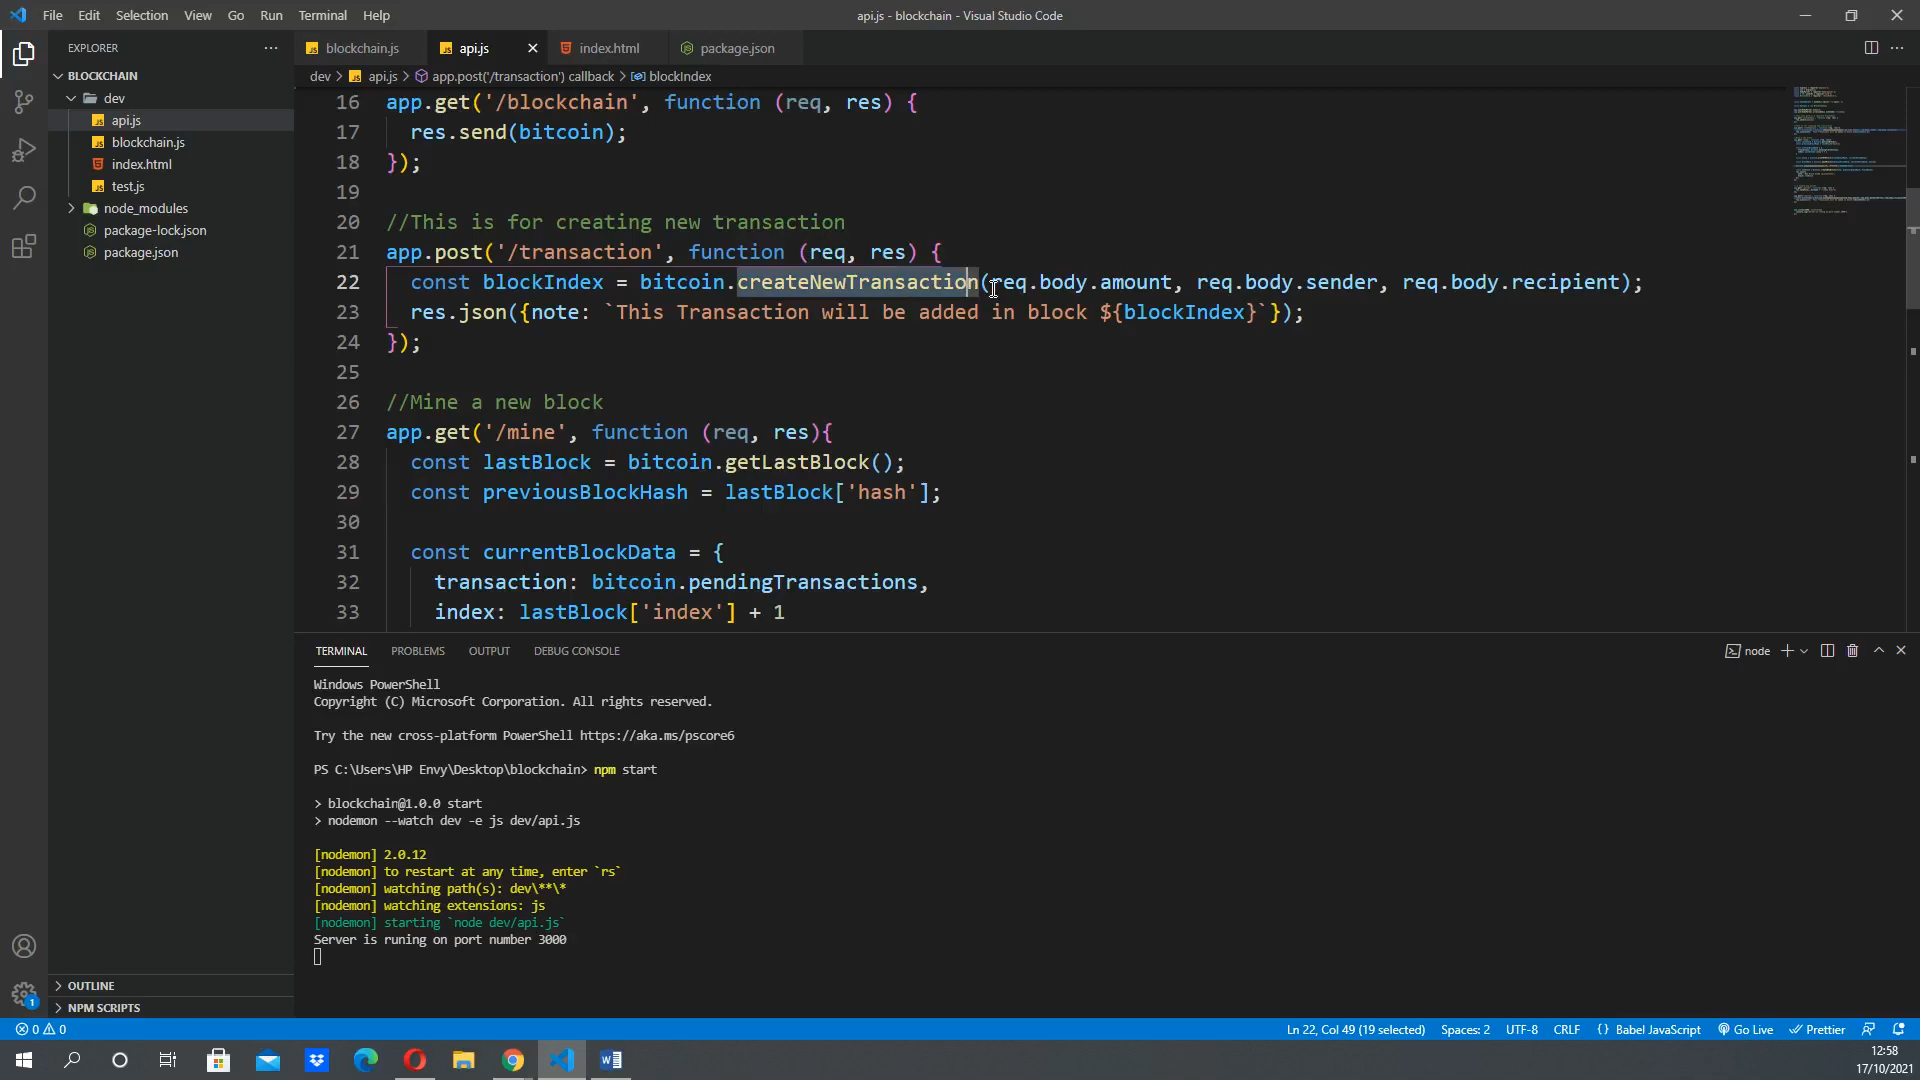 File Edit Selection View Go Run Terminal Help
api.js - blockchain - Visual Studio Code
EXPLORER
BLOCKCHAIN
dev
api.js
blockchain.js
index.html
test.js
node_modules
package-lock.json
package.json
OUTLINE
NPM SCRIPTS
blockchain.js api.js index.html package.json
dev > api.js > app.post('/transaction') callback > blockIndex
16 app.get('/blockchain', function (req, res) {
17 res.send(bitcoin);
18 });
19
20 //This is for creating new transaction
21 app.post('/transaction', function (req, res) {
22 const blockIndex = bitcoin.createNewTransaction(req.body.amount, req.body.sender, req.body.recipient);
23 res.json({note: `This Transaction will be added in block ${blockIndex}`});
24 });
25
26 //Mine a new block
27 app.get('/mine', function (req, res){
28 const lastBlock = bitcoin.getLastBlock();
29 const previousBlockHash = lastBlock['hash'];
30
31 const currentBlockData = {
32 transaction: bitcoin.pendingTransactions,
33 index: lastBlock['index'] + 1
TERMINAL PROBLEMS OUTPUT DEBUG CONSOLE
node
Windows PowerShell
Copyright (C) Microsoft Corporation. All rights reserved.
Try the new cross-platform PowerShell https://aka.ms/pscore6
PS C:\Users\HP Envy\Desktop\blockchain> npm start
> blockchain@1.0.0 start
> nodemon --watch dev -e js dev/api.js
[nodemon] 2.0.12
[nodemon] to restart at any time, enter `rs`
[nodemon] watching path(s): dev\**\*
[nodemon] watching extensions: js
[nodemon] starting `node dev/api.js`
Server is runing on port number 3000
1
0 0
Ln 22, Col 49 (19 selected) Spaces: 2 UTF-8 CRLF {} Babel JavaScript Go Live Prettier
12:58
17/10/2021